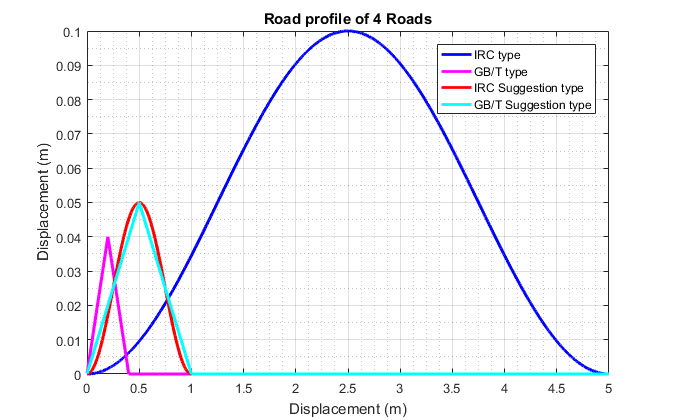 Road profile of 4 Roads
IRC type
GB/T type
IRC Suggestion type
GB/T Suggestion type
Displacement (m)
0.1
0.09
0.08
0.07
0.06
0.05
0.04
0.03
0.02
0.01
0
0 0.5 1 1.5 2 2.5 3 3.5 4 4.5 5
Displacement (m)